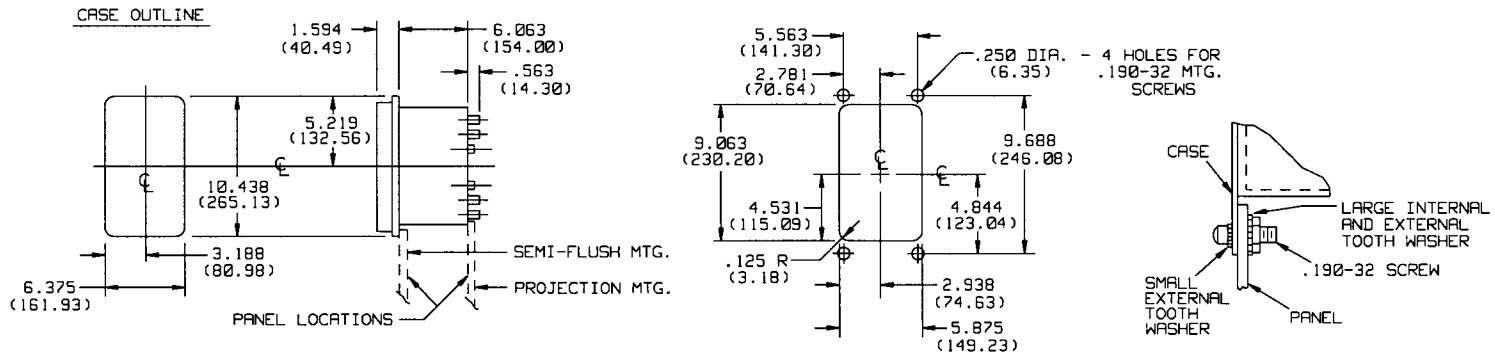 CASE OUTLINE
1.594
(40.49)
6.063
(154.00)
.563
(14.30)
5.219
(132.56)
10.438
(265.13)
3.188
(80.98)
6.375
(161.93)
SEMI-FLUSH MTG.
PROJECTION MTG.
PANEL LOCATIONS
5.563
(141.30)
2.781
(70.64)
.250 DIA. - 4 HOLES FOR
(6.35) .190-32 MTG.
SCREWS
9.063
(230.20)
9.688
(246.08)
4.531
(115.09)
4.844
(123.04)
.125 R
(3.18)
2.938
(74.63)
5.875
(149.23)
CASE
LARGE INTERNAL
AND EXTERNAL
TOOTH WASHER
.190-32 SCREW
SMALL
EXTERNAL
TOOTH
WASHER
PANEL